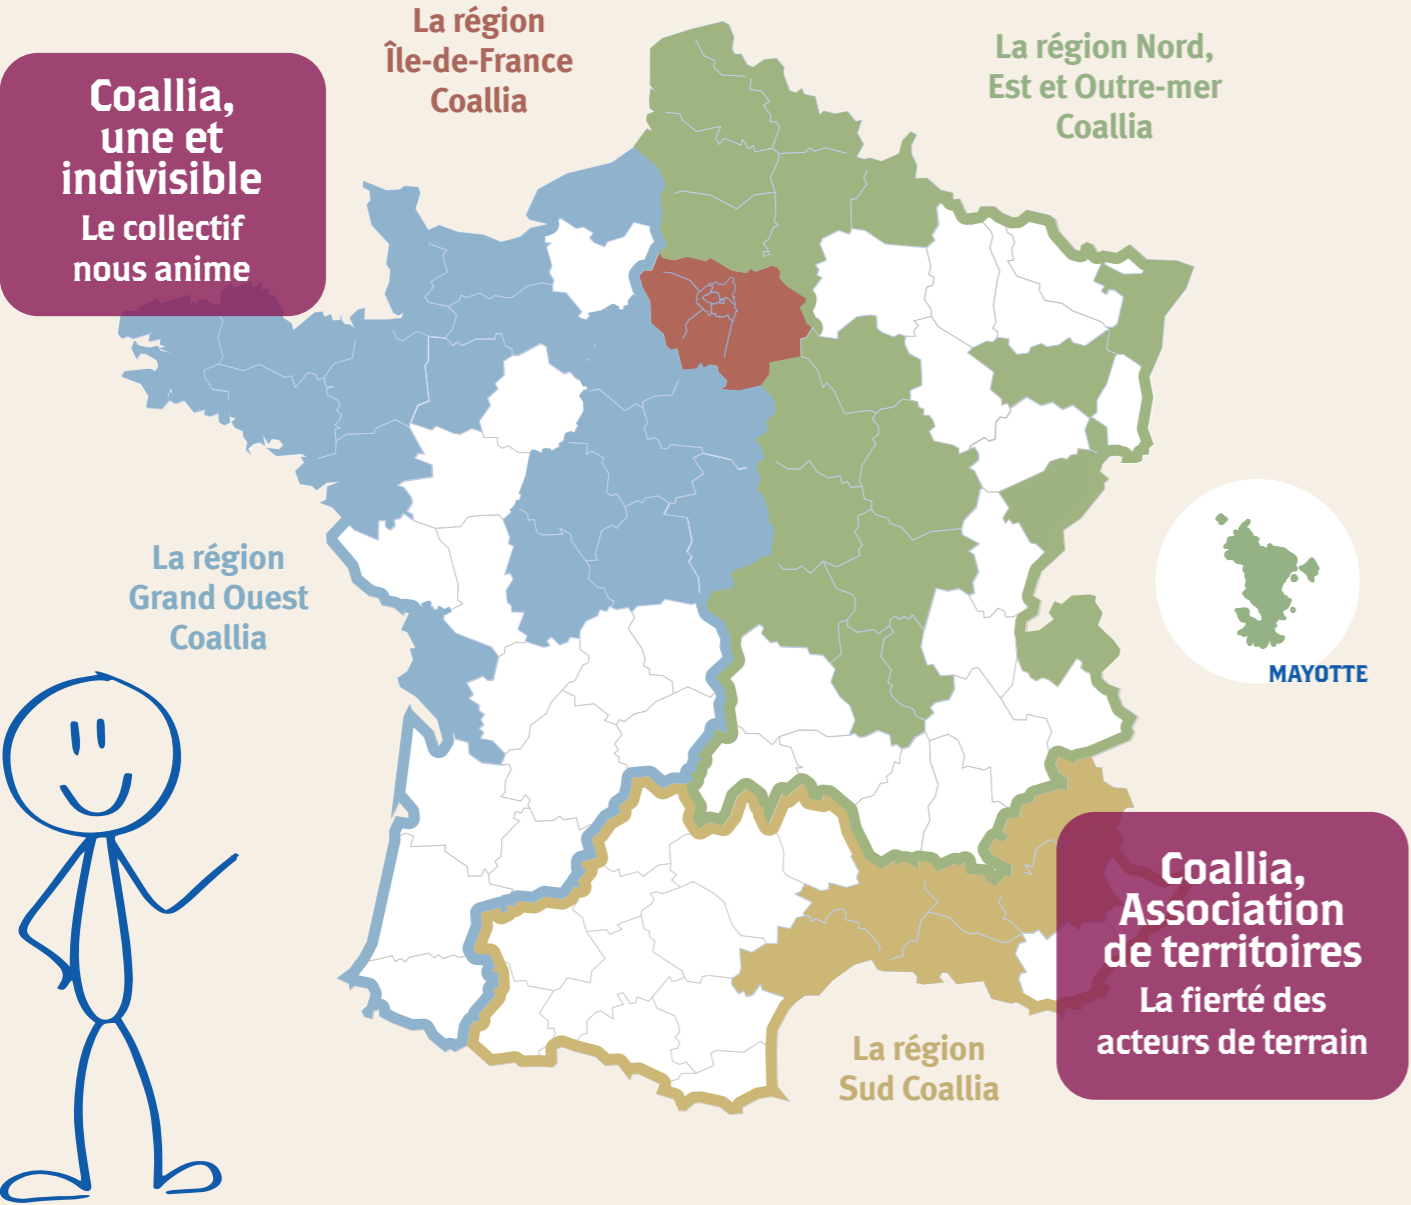 La région
Île-de-France
Coallia
La région Nord,
Est et Outre-mer
Coallia
Coallia,
une et
indivisible
Le collectif
nous anime
La région
Grand Ouest
Coallia
MAYOTTE
Coallia,
Association
de territoires
La fierté des
acteurs de terrain
La région
Sud Coallia